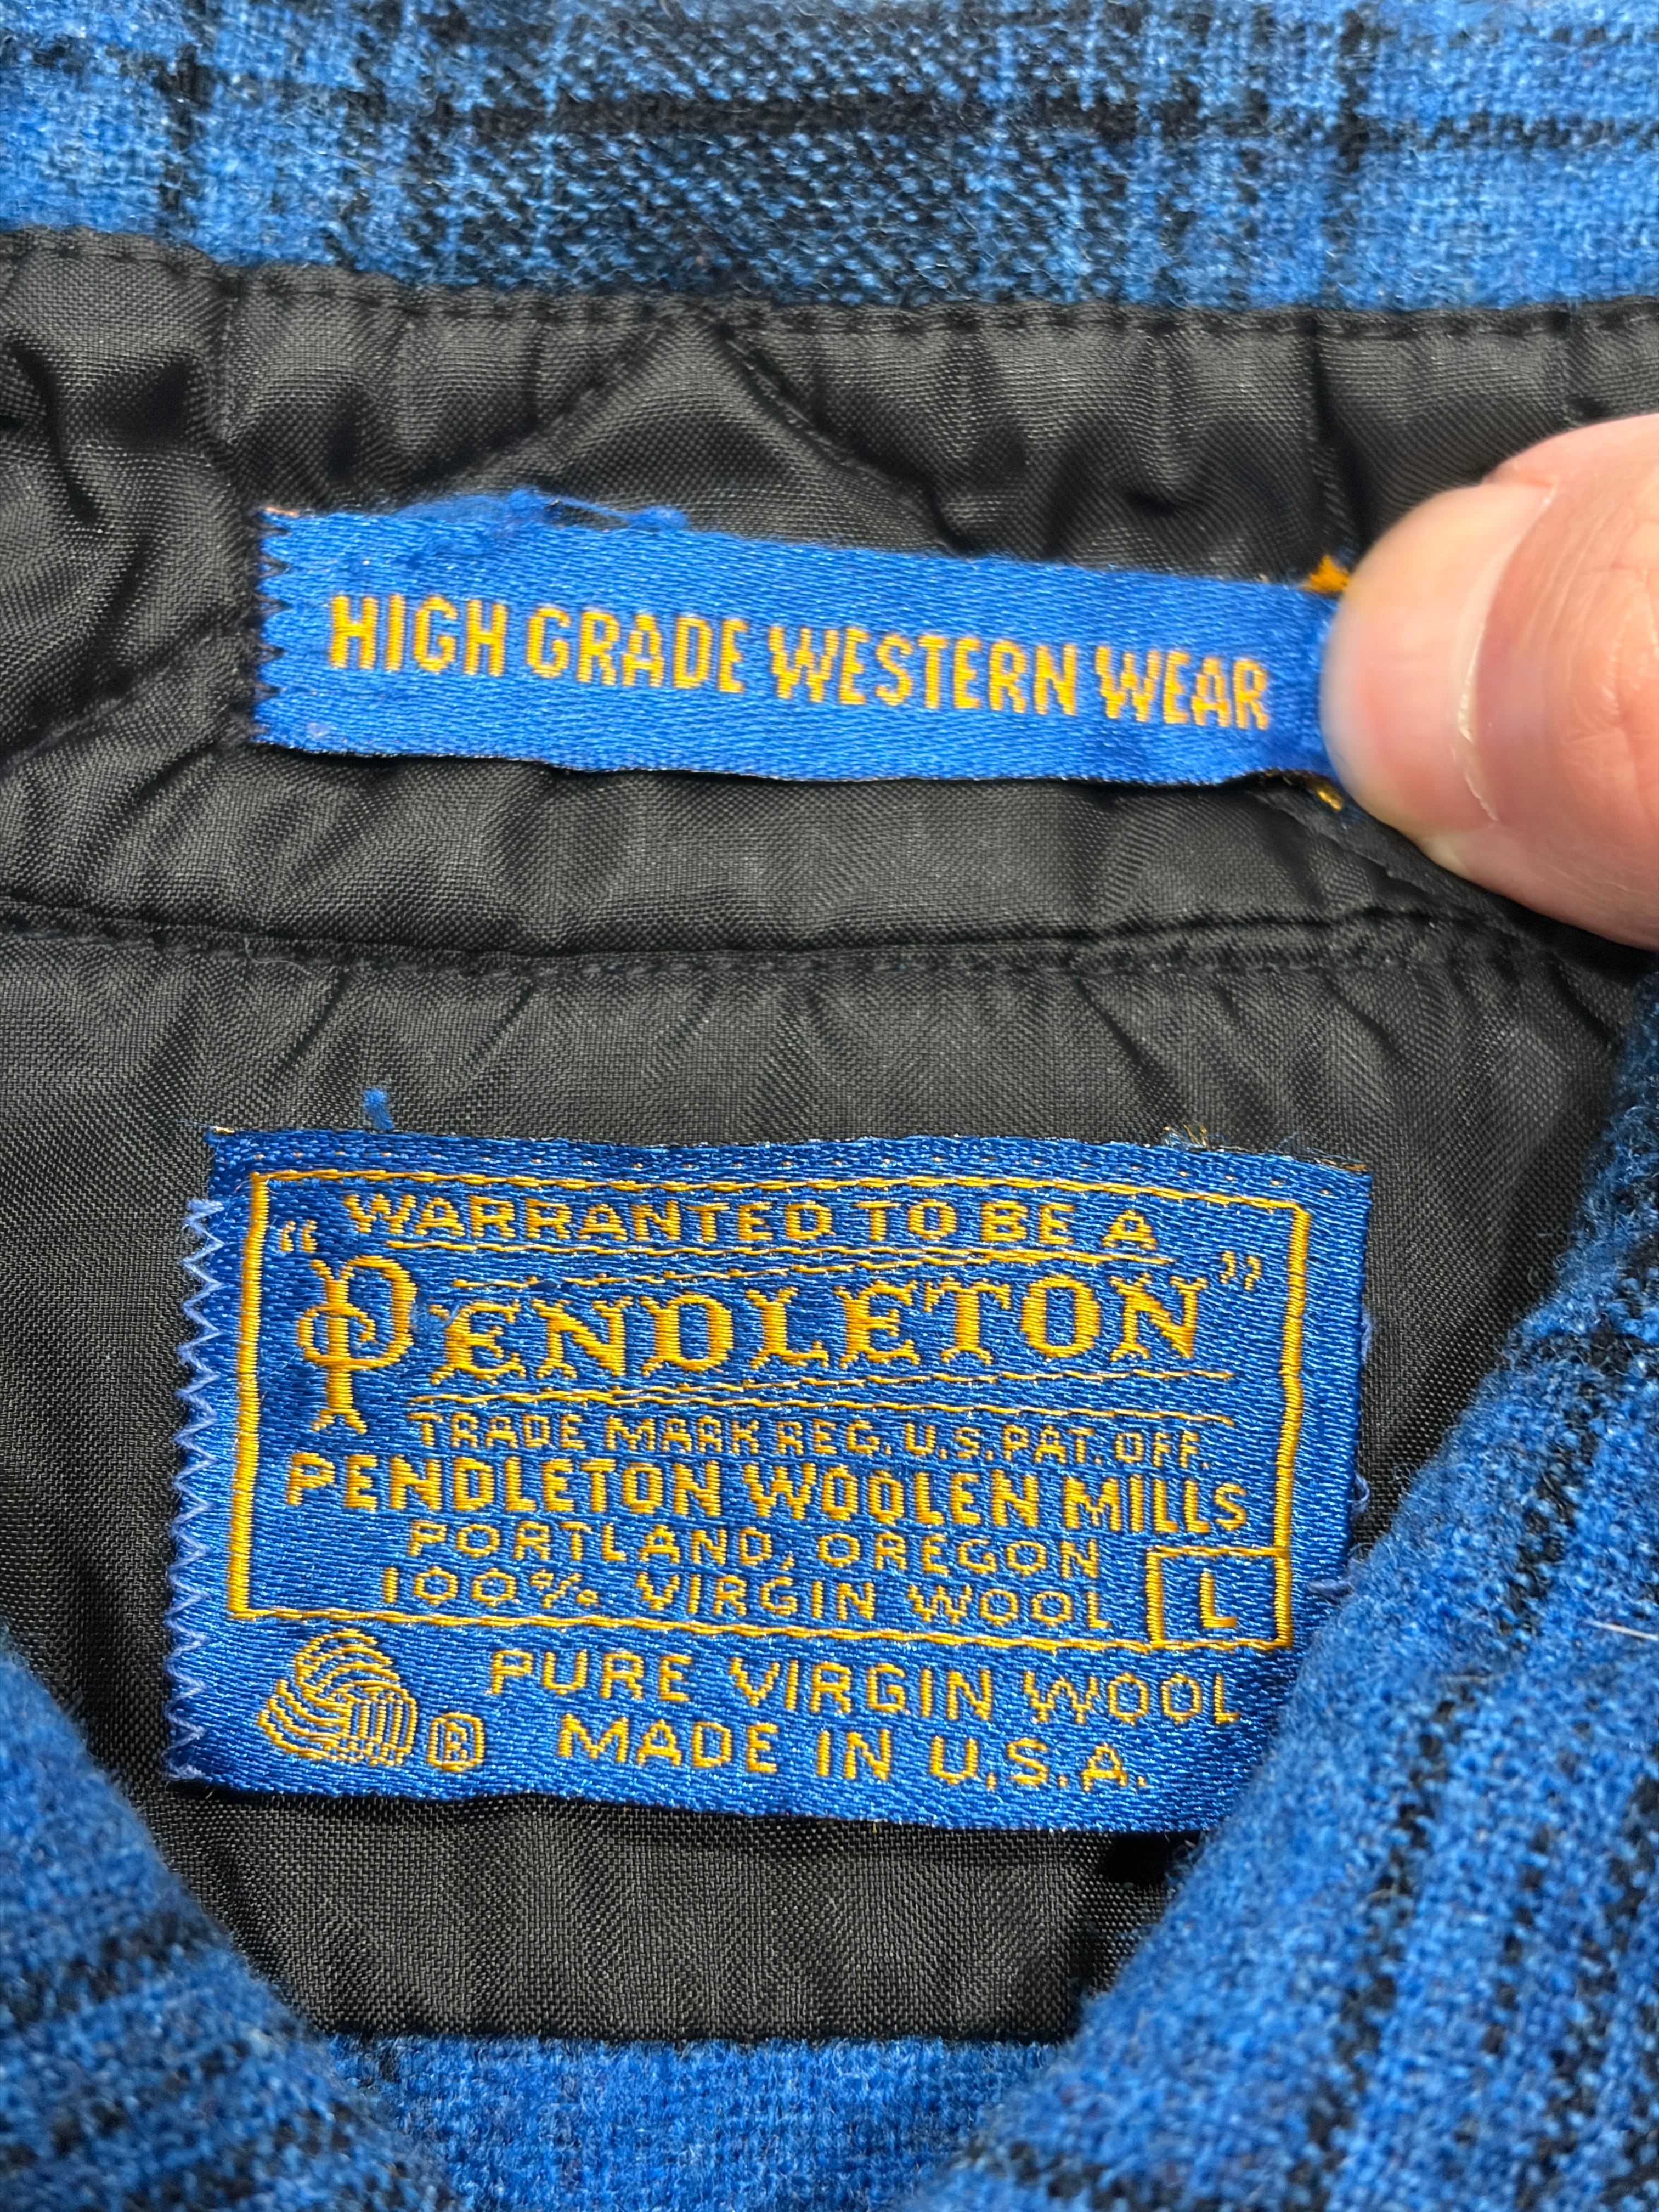 HIGH GRADE WESTERN WEAR
WARRANTED TO BE A
"PENDLETON"
TRADE MARK REG. U.S. PAT. OFF.
PENDLETON WOOLEN MILLS
PORTLAND, OREGON
100% VIRGIN WOOL L
PURE VIRGIN WOOL
® MADE IN U.S.A.